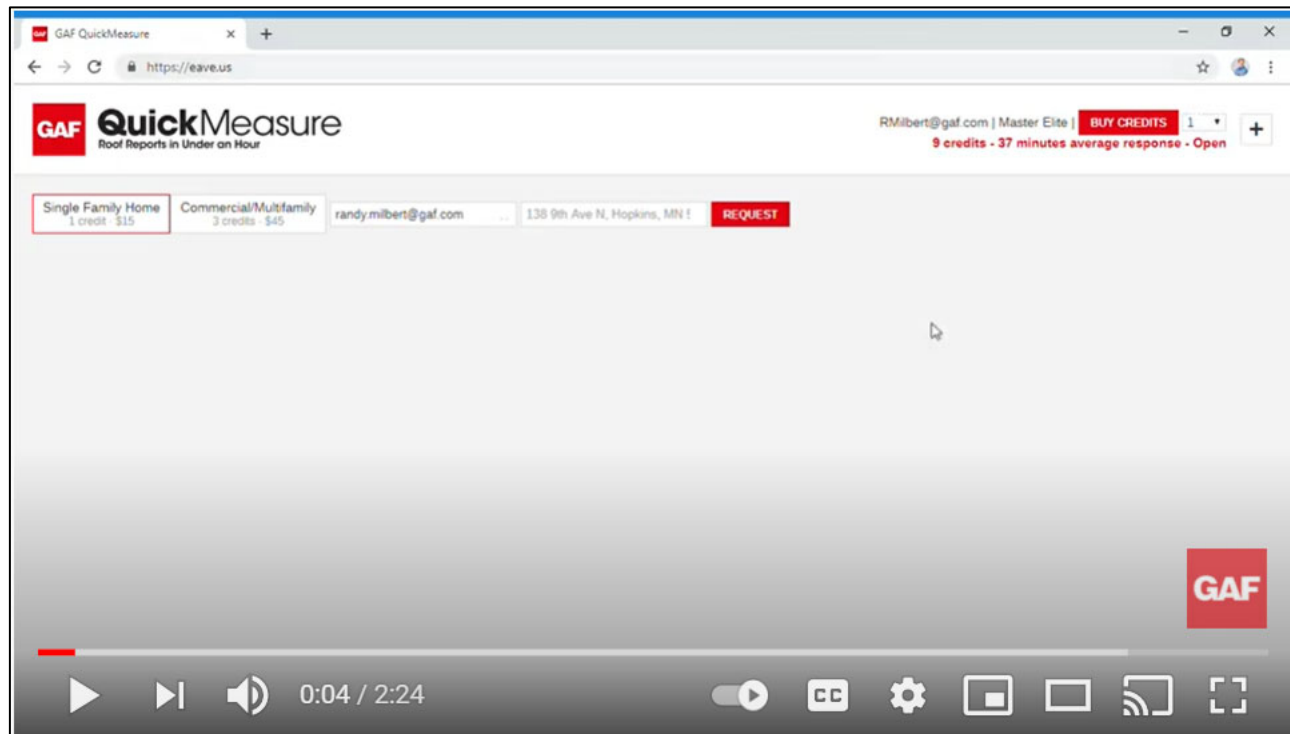 GAF QuickMeasure
https://eave.us
GAF QuickMeasure
Roof Reports in Under an Hour
RMilbert@gaf.com | Master Elite | BUY CREDITS 1
9 credits - 37 minutes average response - Open
Single Family Home
1 credit - $15
Commercial/Multifamily
3 credits - $45
randy.milbert@gaf.com
138 9th Ave N, Hopkins, MN
REQUEST
GAF
0:04 / 2:24
CC